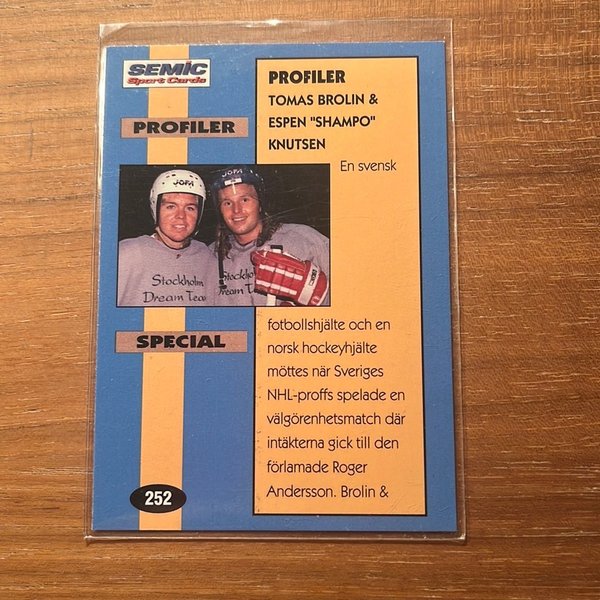 SEMIC
Sport Cards
PROFILER
SPECIAL
252
PROFILER
TOMAS BROLIN &
ESPEN "SHAMPO"
KNUTSEN
En svensk
JOFA
JOFA
Stockholm
Dream Team
Stockho
Dream Te
fotbollshjälte och en
norsk hockeyhjälte
möttes när Sveriges
NHL-proffs spelade en
välgörenhetsmatch där
intäkterna gick till den
förlamade Roger
Andersson. Brolin &